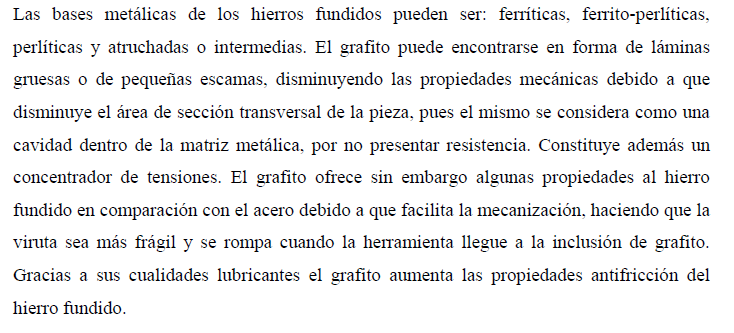 Las bases metálicas de los hierros fundidos pueden ser: ferríticas, ferrito-perlíticas,
perlíticas y atruchadas o intermedias. El grafito puede encontrarse en forma de láminas
gruesas o de pequeñas escamas, disminuyendo las propiedades mecánicas debido a que
disminuye el área de sección transversal de la pieza, pues el mismo se considera como una
cavidad dentro de la matriz metálica, por no presentar resistencia. Constituye además un
concentrador de tensiones. El grafito ofrece sin embargo algunas propiedades al hierro
fundido en comparación con el acero debido a que facilita la mecanización, haciendo que la
viruta sea más frágil y se rompa cuando la herramienta llegue a la inclusión de grafito.
Gracias a sus cualidades lubricantes el grafito aumenta las propiedades antifricción del
hierro fundido.